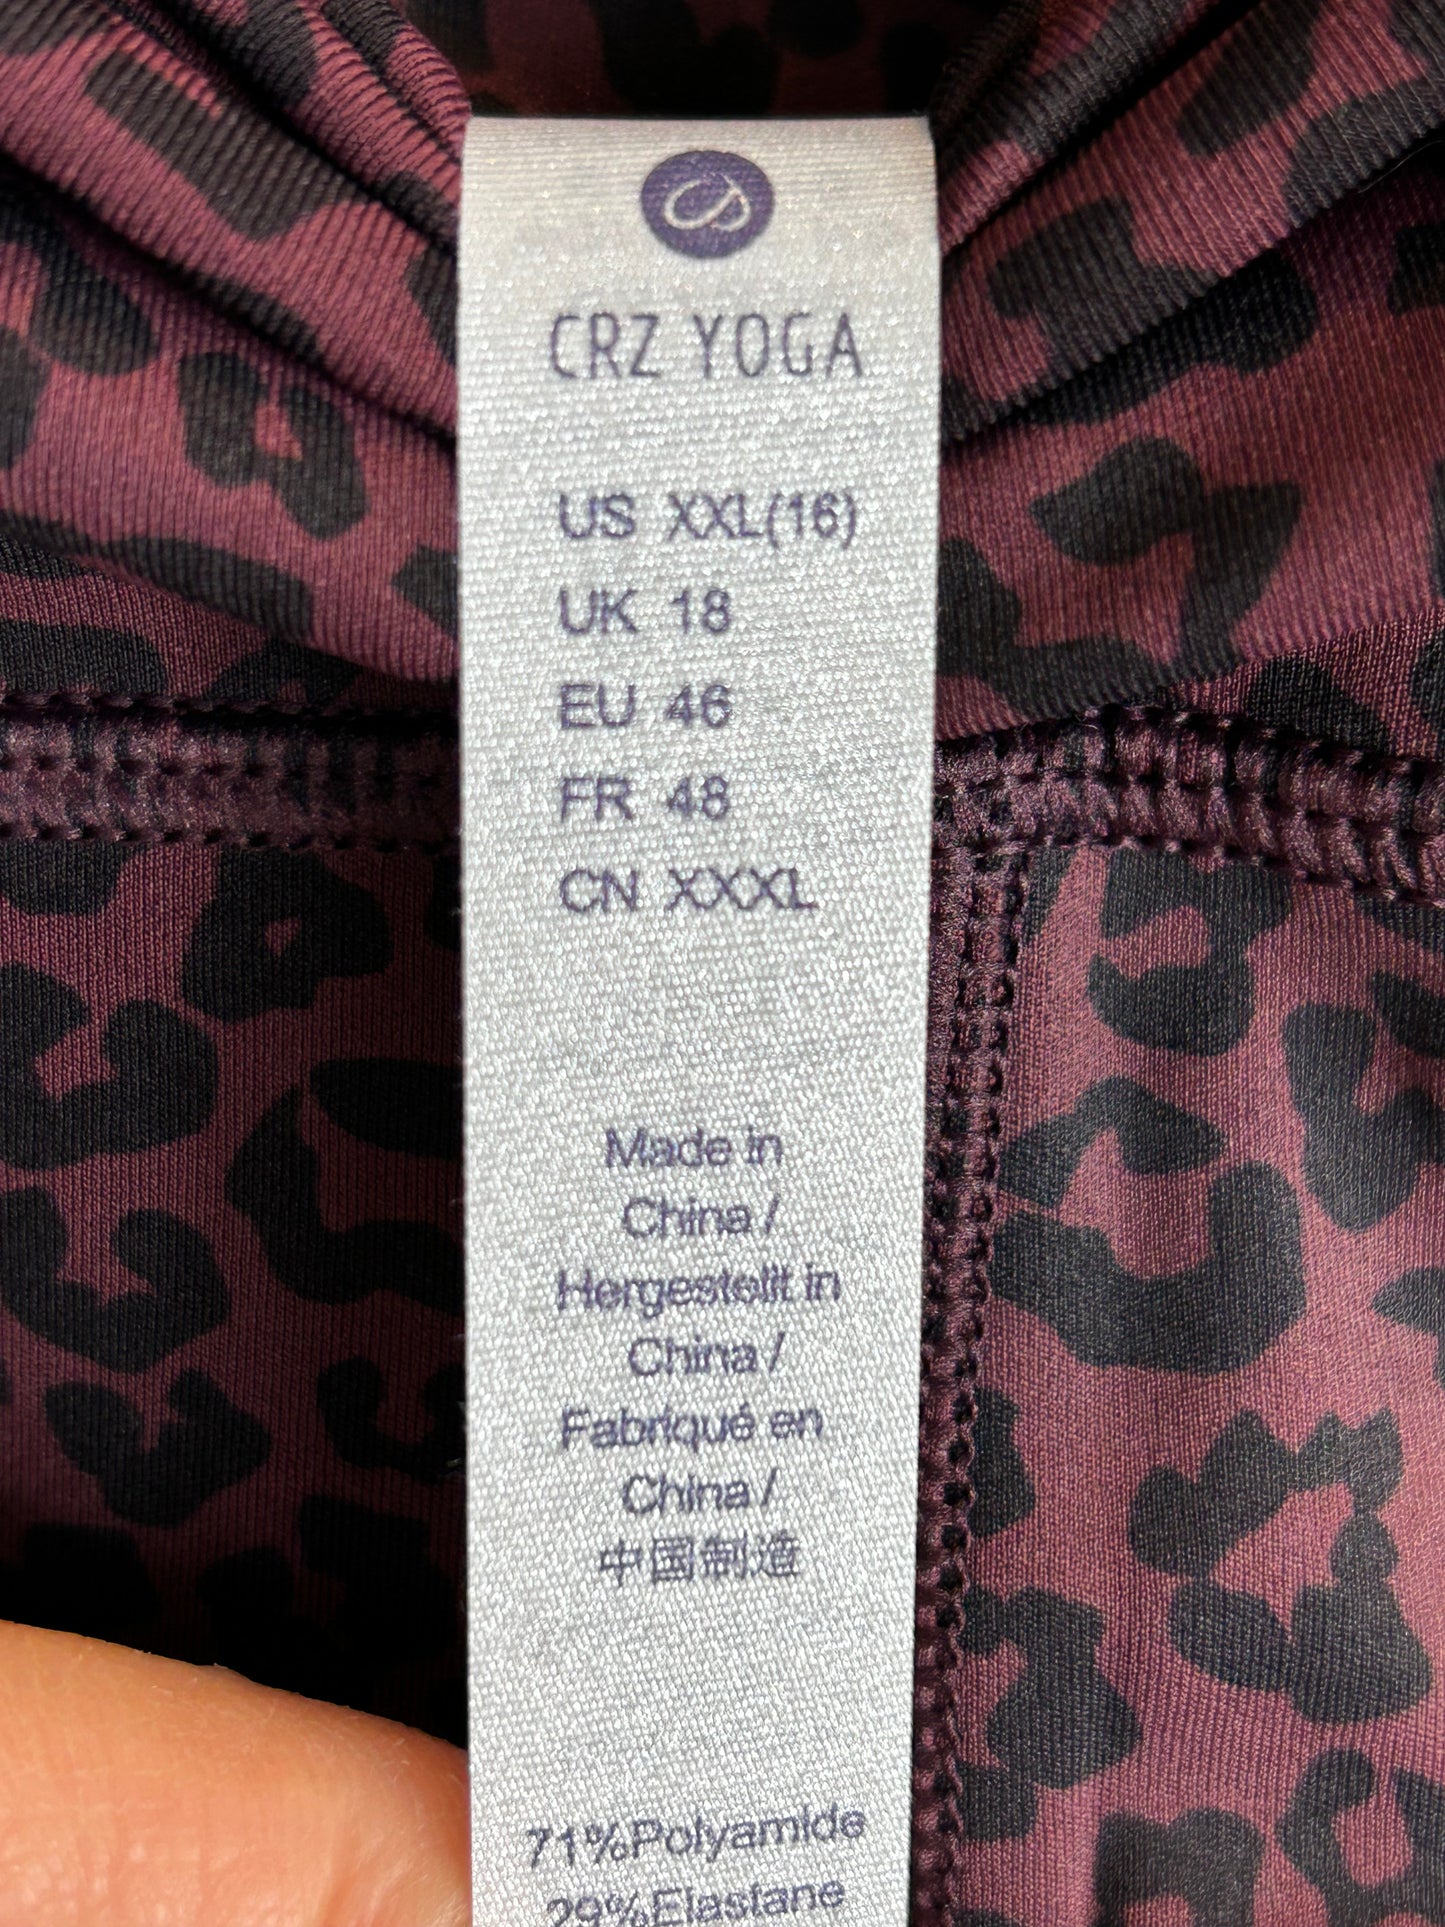 CRZ YOGA
US XXL(16)
UK 18
EU 46
FR 48
CN XXXL
Made in
China /
Hergestellt in
China /
Fabriqué en
China /
中国制造
71%Polyamide
29%Elastane